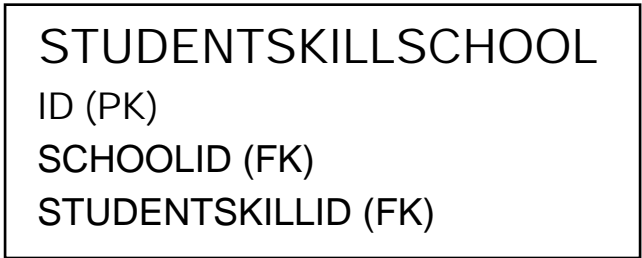 STUDENTSKILLSCHOOL
ID (PK)
SCHOOLID (FK)
STUDENTSKILLID (FK)